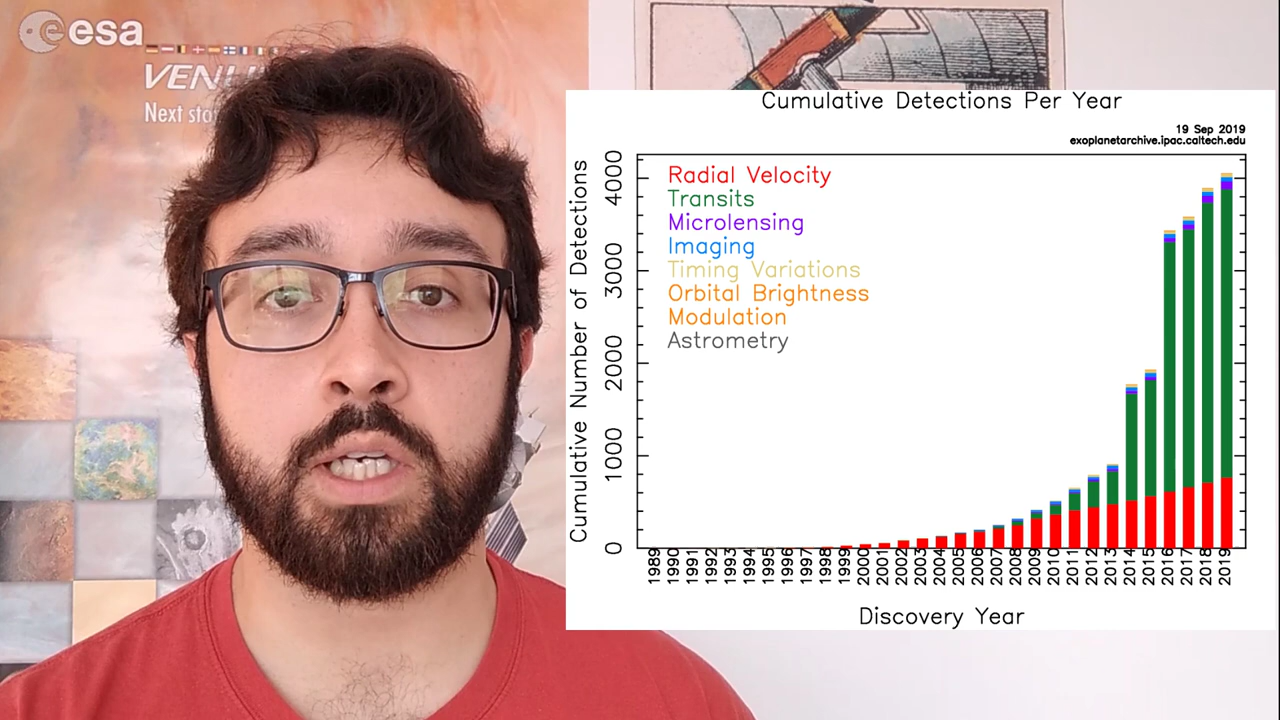 esa
VENU
Next sto
Cumulative Detections Per Year
19 Sep 2019
exoplanetarchive.ipac.caltech.edu
Radial Velocity
Transits
Microlensing
Imaging
Timing Variations
Orbital Brightness
Modulation
Astrometry
Cumulative Number of Detections
4000
3000
2000
1000
0
1989 1990 1991 1992 1993 1994 1995 1996 1997 1998 1999 2000 2001 2002 2003 2004 2005 2006 2007 2008 2009 2010 2011 2012 2013 2014 2015 2016 2017 2018 2019
Discovery Year